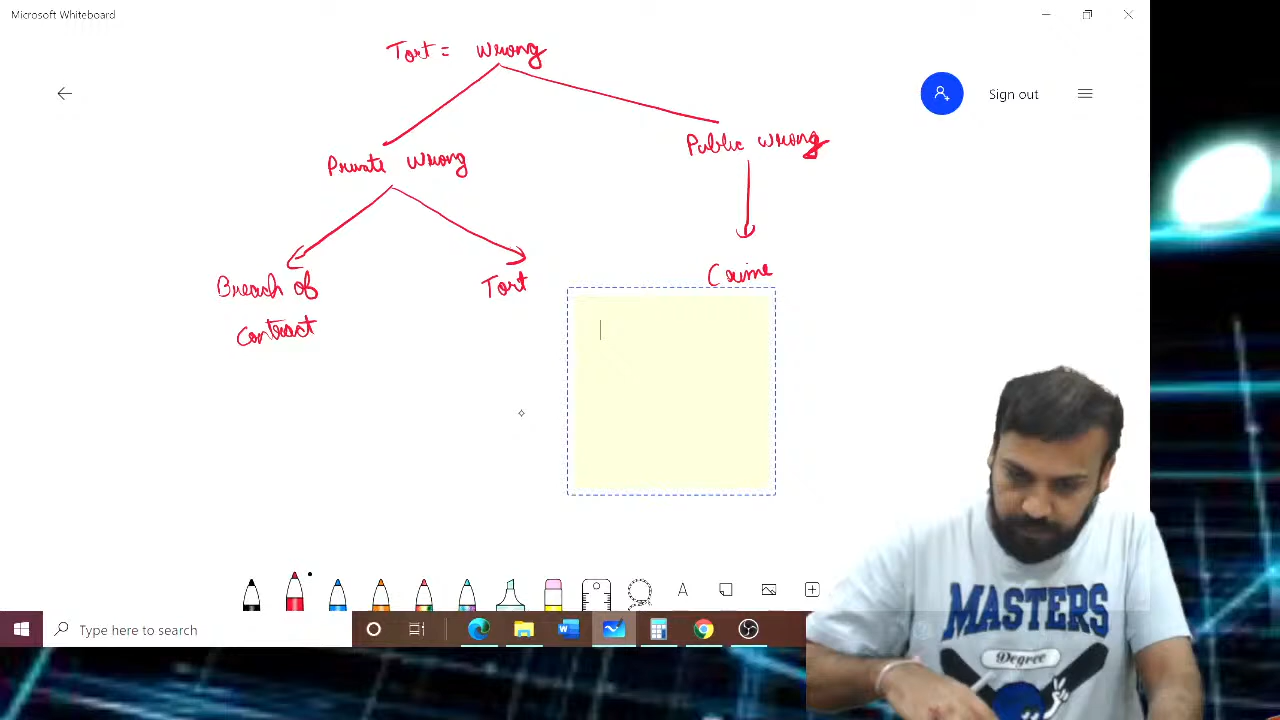 Microsoft Whiteboard
Tort = Wrong
Sign out
Private Wrong
Public Wrong
Breach of
contract
Tort
Crime
A
Type here to search
MASTERS
Degree